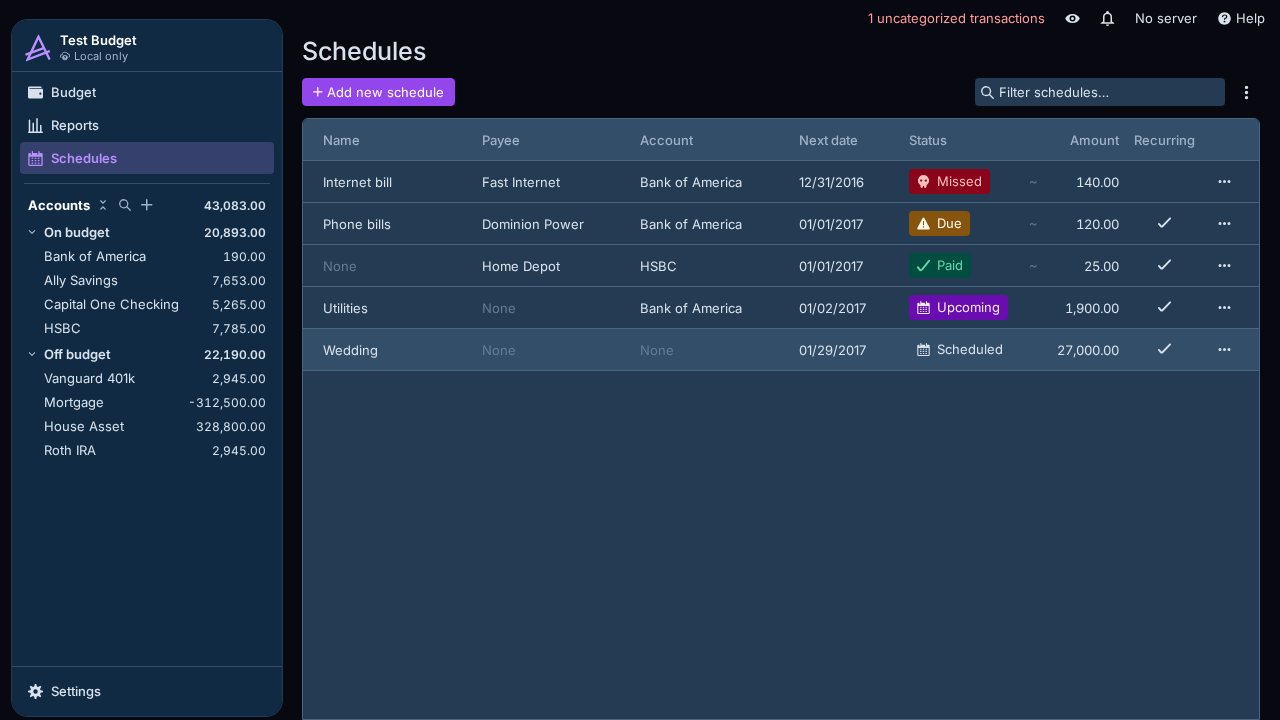 1 uncategorized transactions No server Help
Test Budget
Local only
Budget
Reports
Schedules
Accounts 43,083.00
On budget 20,893.00
Bank of America 190.00
Ally Savings 7,653.00
Capital One Checking 5,265.00
HSBC 7,785.00
Off budget 22,190.00
Vanguard 401k 2,945.00
Mortgage -312,500.00
House Asset 328,800.00
Roth IRA 2,945.00
Settings
Schedules
Add new schedule Filter schedules…
Name Payee Account Next date Status Amount Recurring
Internet bill Fast Internet Bank of America 12/31/2016 Missed ~ 140.00
Phone bills Dominion Power Bank of America 01/01/2017 Due ~ 120.00
None Home Depot HSBC 01/01/2017 Paid ~ 25.00
Utilities None Bank of America 01/02/2017 Upcoming 1,900.00
Wedding None None 01/29/2017 Scheduled 27,000.00